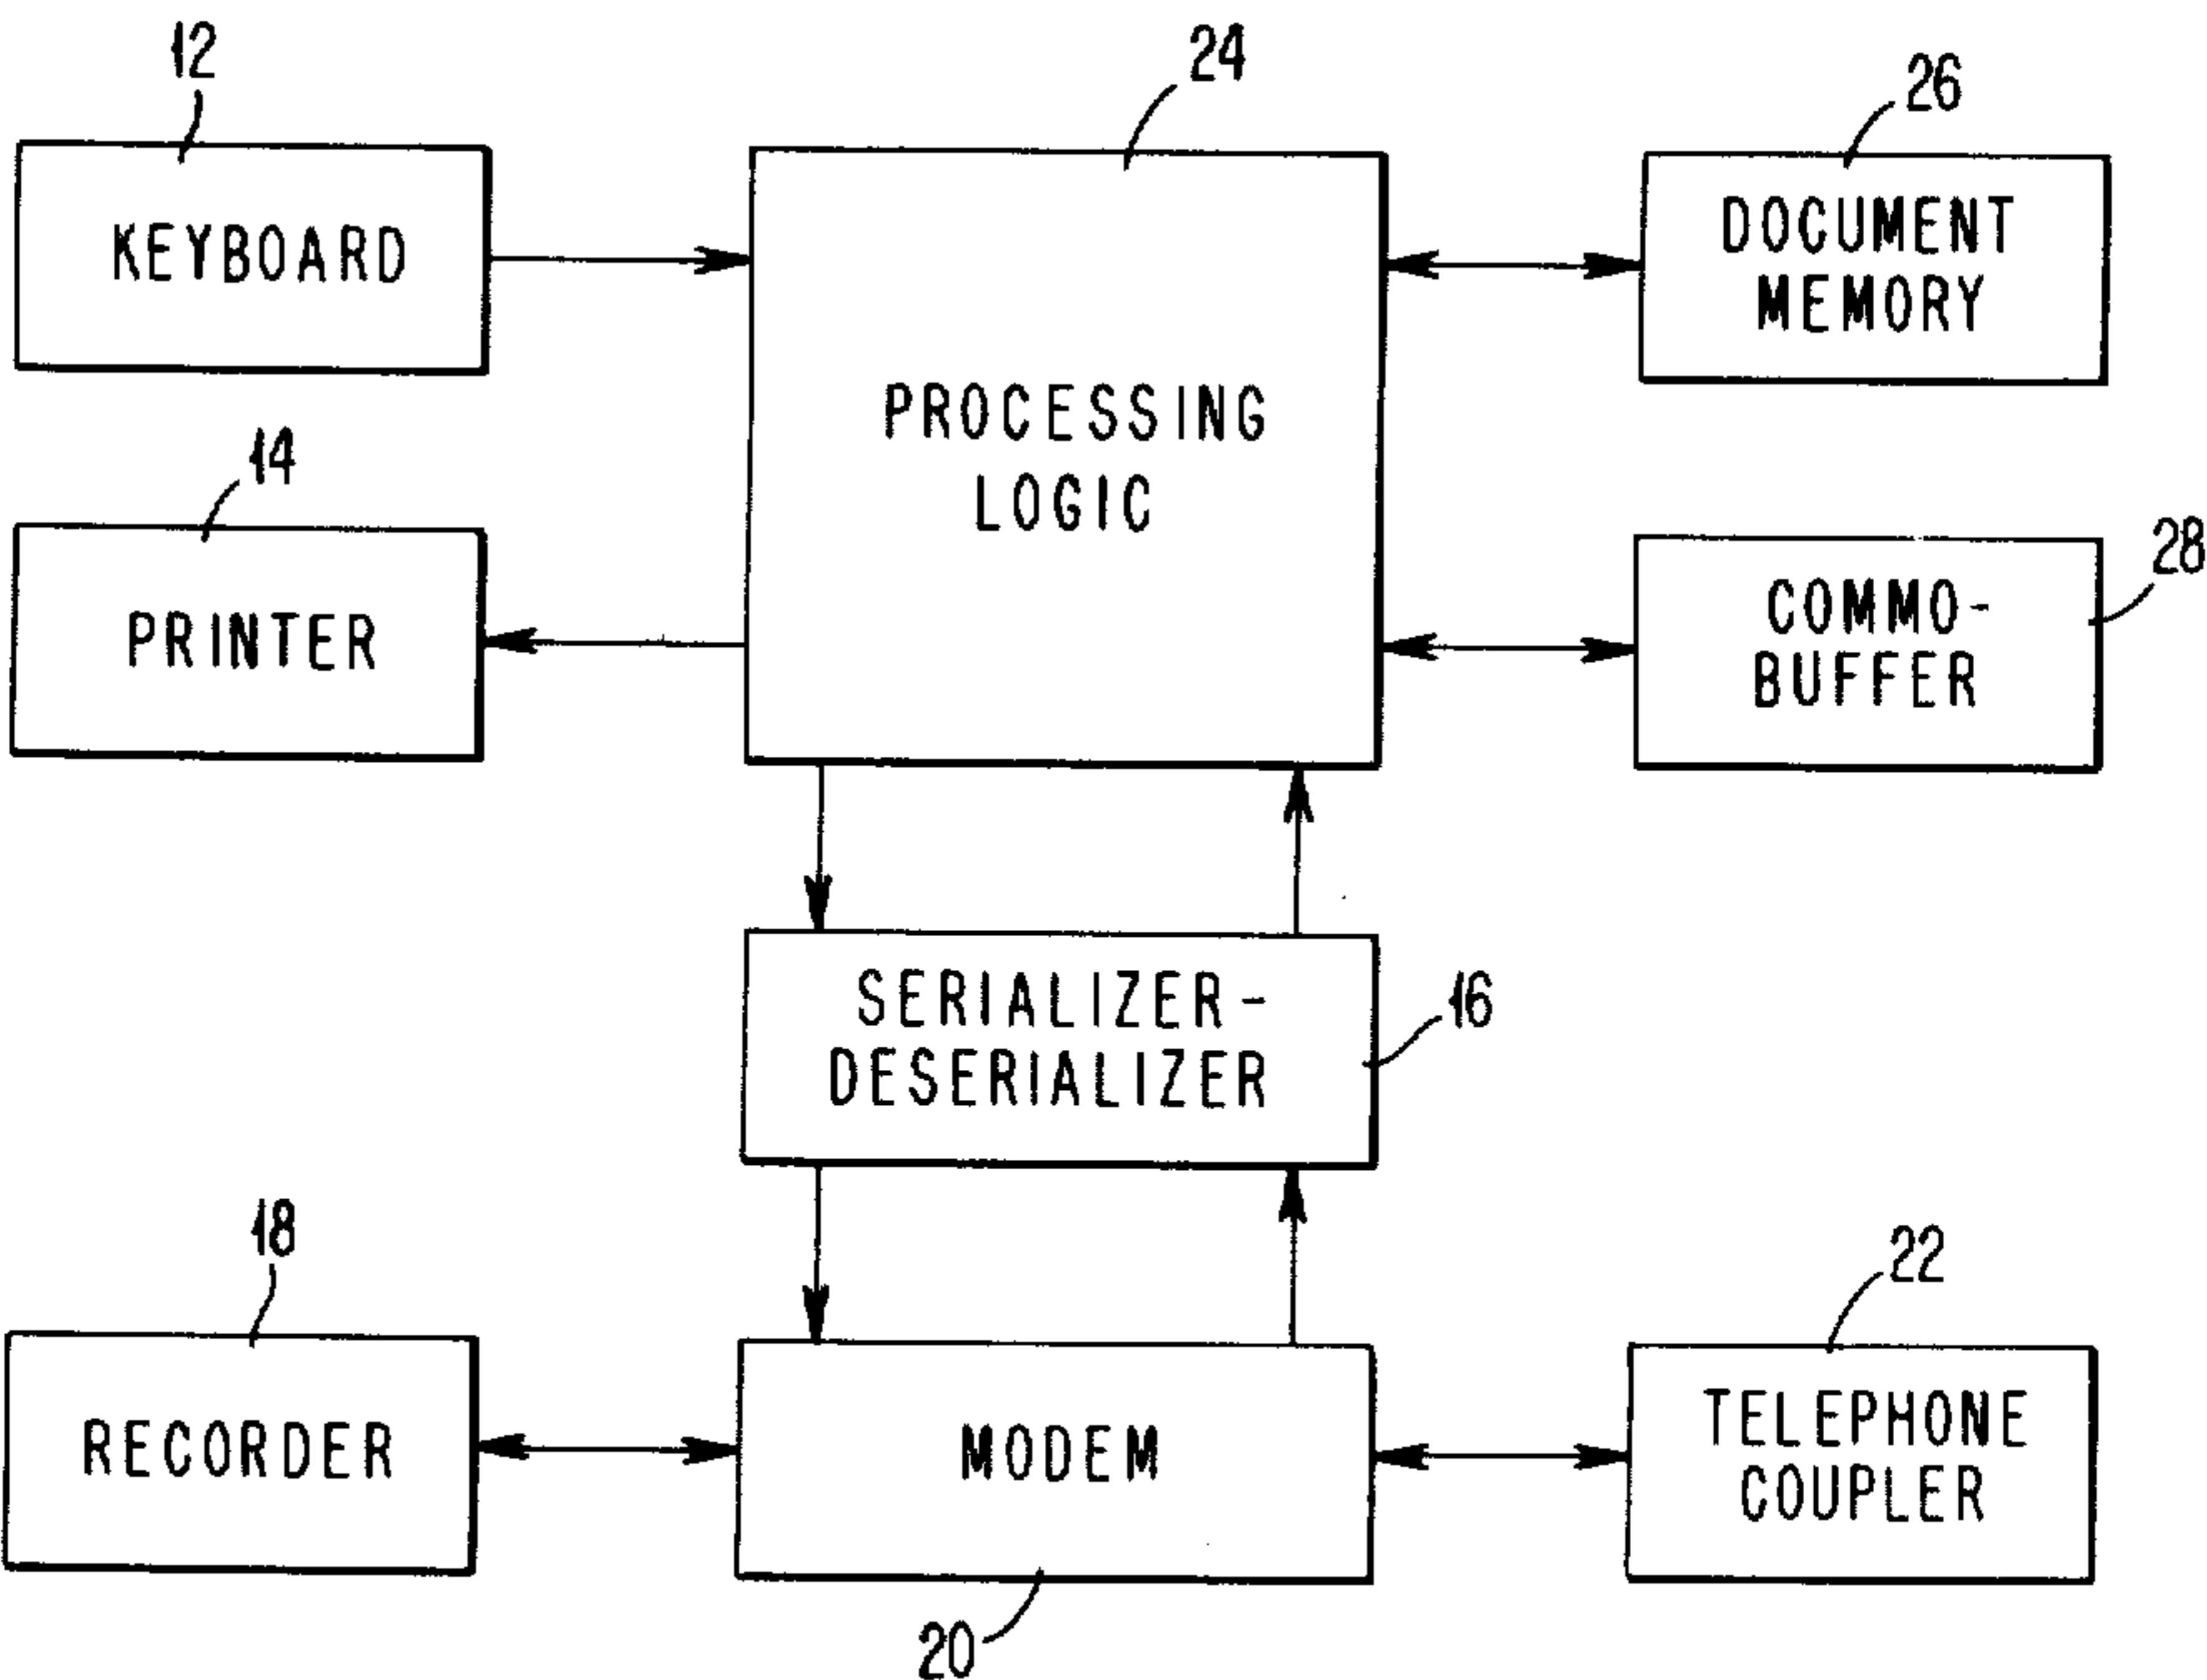 12
KEYBOARD
24
PROCESSING
LOGIC
26
DOCUMENT
MEMORY
14
PRINTER
28
COMMO-
BUFFER
SERIALIZER-
DESERIALIZER
16
18
RECORDER
MODEM
20
22
TELEPHONE
COUPLER